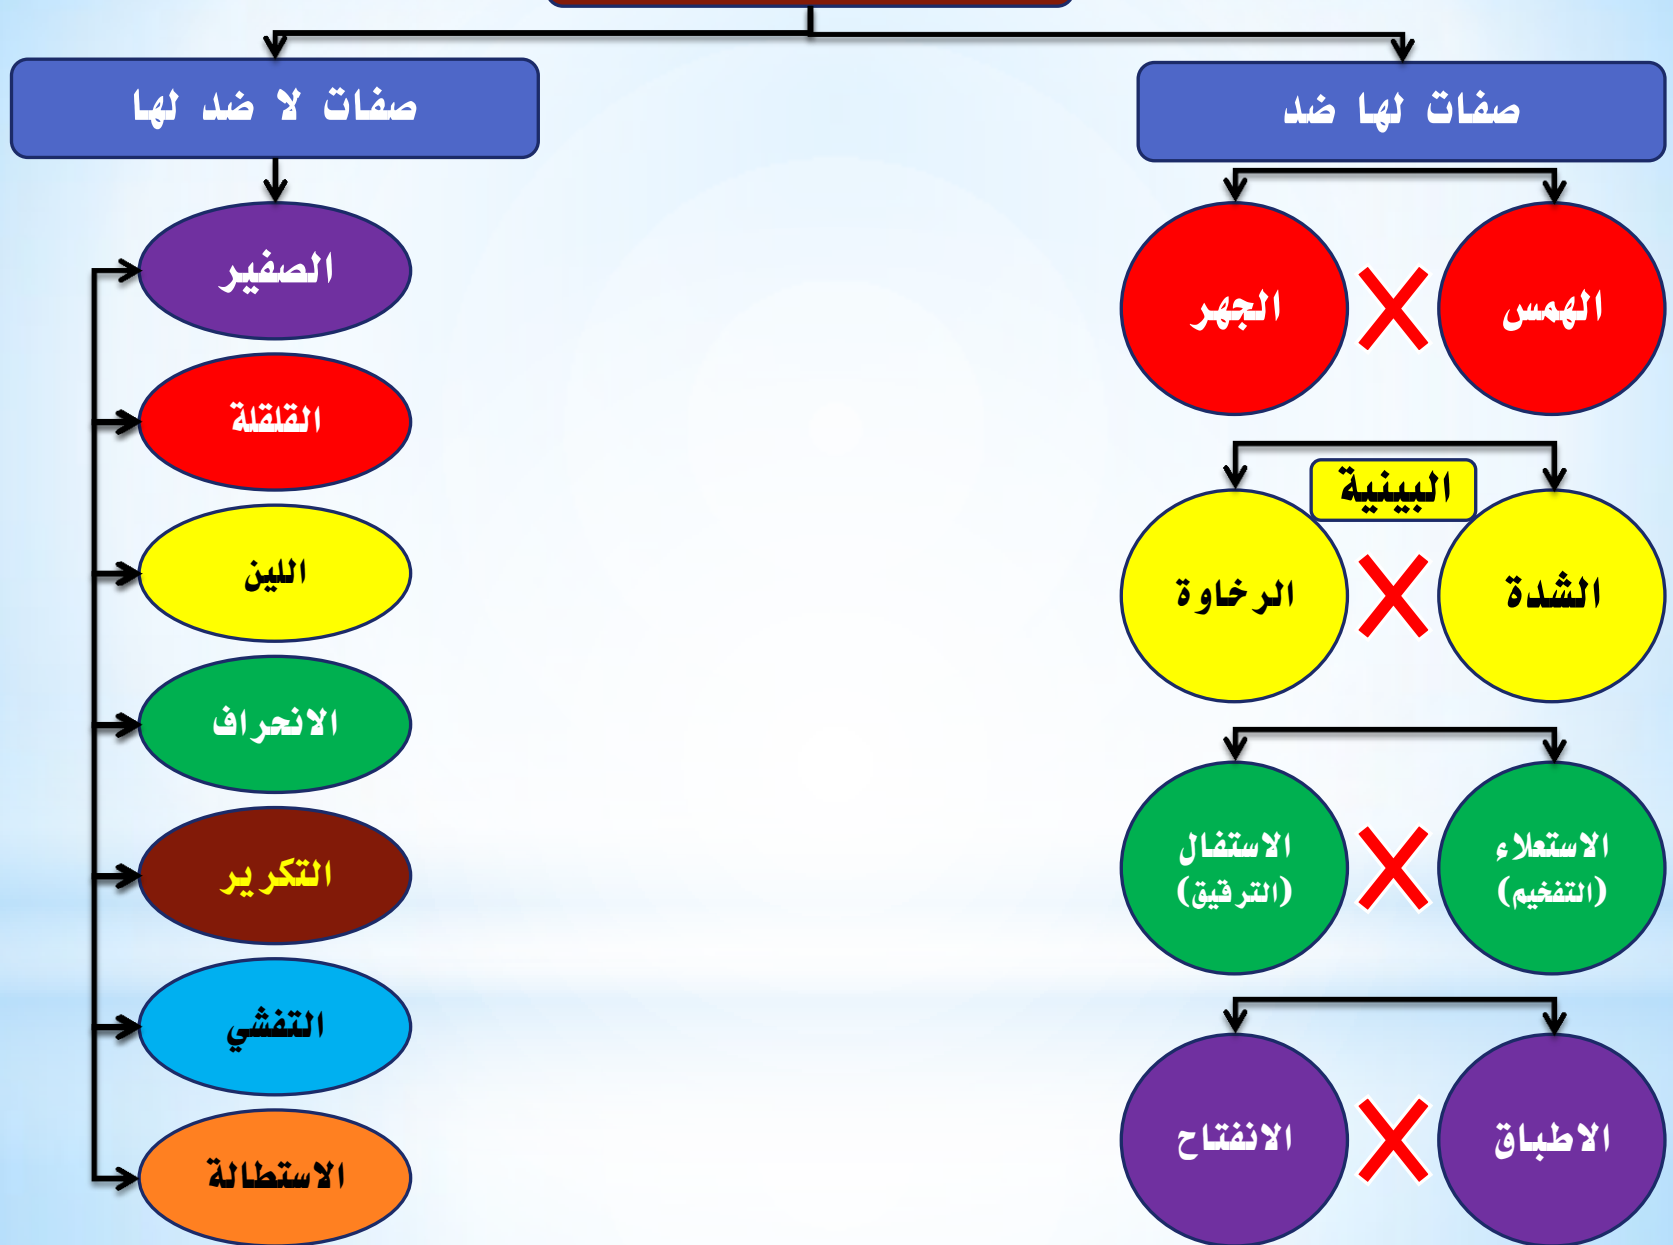 صفات لها ضد
صفات لا ضد لها
الهمس
الجهر
البينية
الشدة
الرخاوة
الاستعلاء
(التفخيم)
الاستفال
(الترقيق)
الاطباق
الانفتاح
الصفير
القلقلة
اللين
الانحراف
التكرير
التفشي
الاستطالة